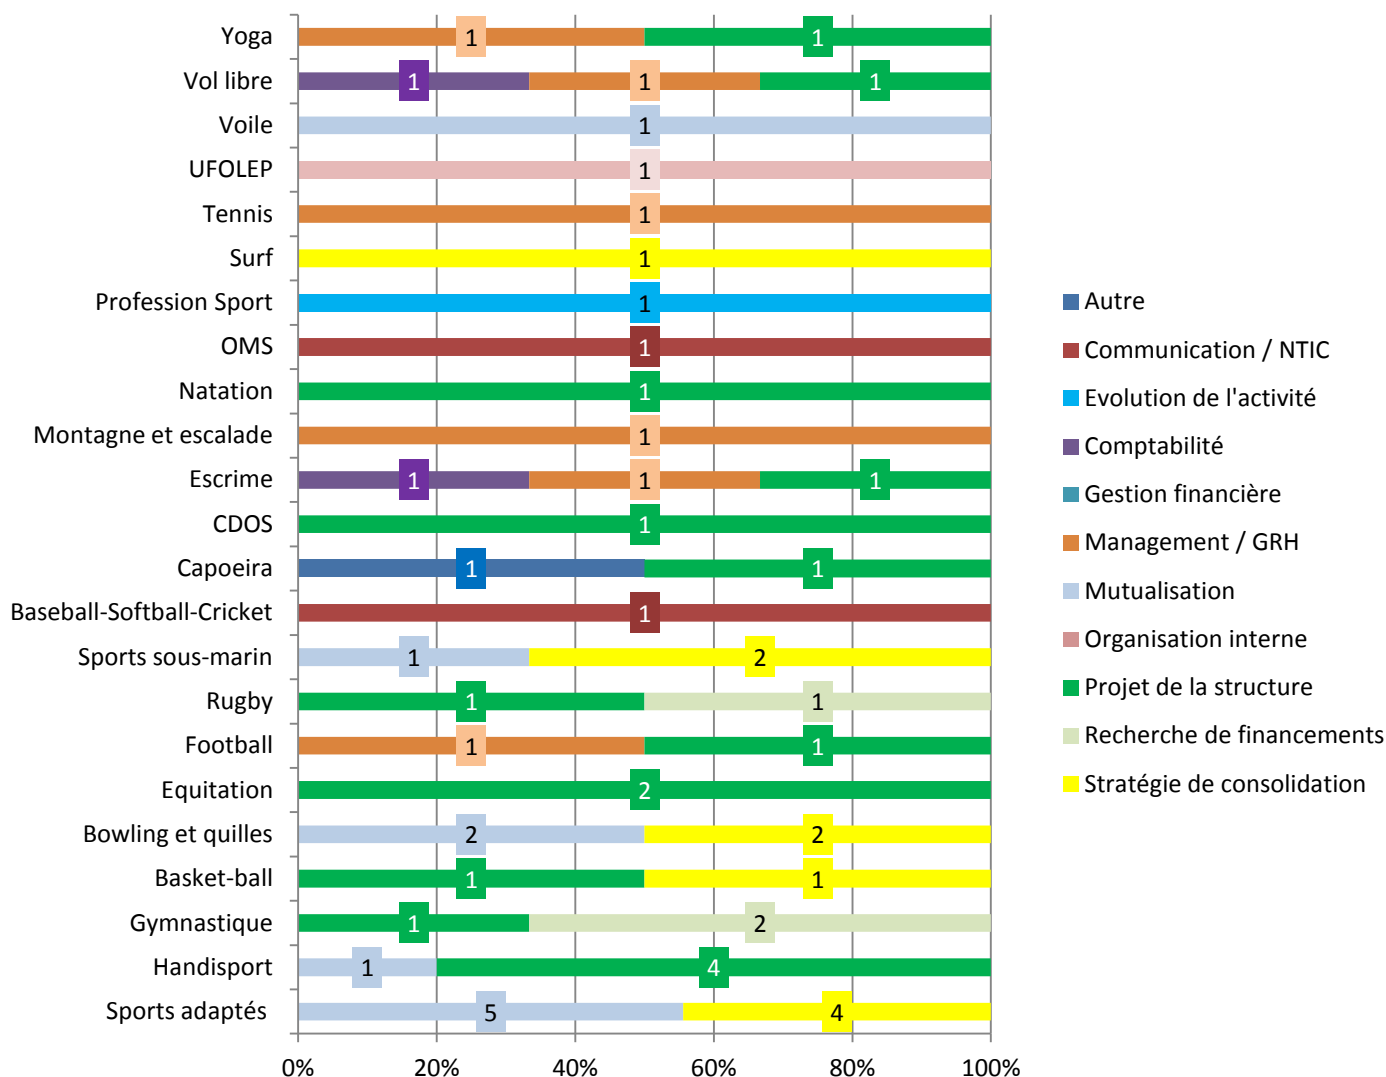 Yoga 1 1
Vol libre 1 1 1
Voile 1
UFOLEP 1
Tennis 1
Surf 1
Profession Sport 1
OMS 1
Natation 1
Montagne et escalade 1
Escrime 1 1 1
CDOS 1
Capoeira 1 1
Baseball-Softball-Cricket 1
Sports sous-marin 1 2
Rugby 1 1
Football 1 1
Equitation 2
Bowling et quilles 2 2
Basket-ball 1 1
Gymnastique 1 2
Handisport 1 4
Sports adaptés 5 4
0% 20% 40% 60% 80% 100%
Autre
Communication / NTIC
Evolution de l'activité
Comptabilité
Gestion financière
Management / GRH
Mutualisation
Organisation interne
Projet de la structure
Recherche de financements
Stratégie de consolidation